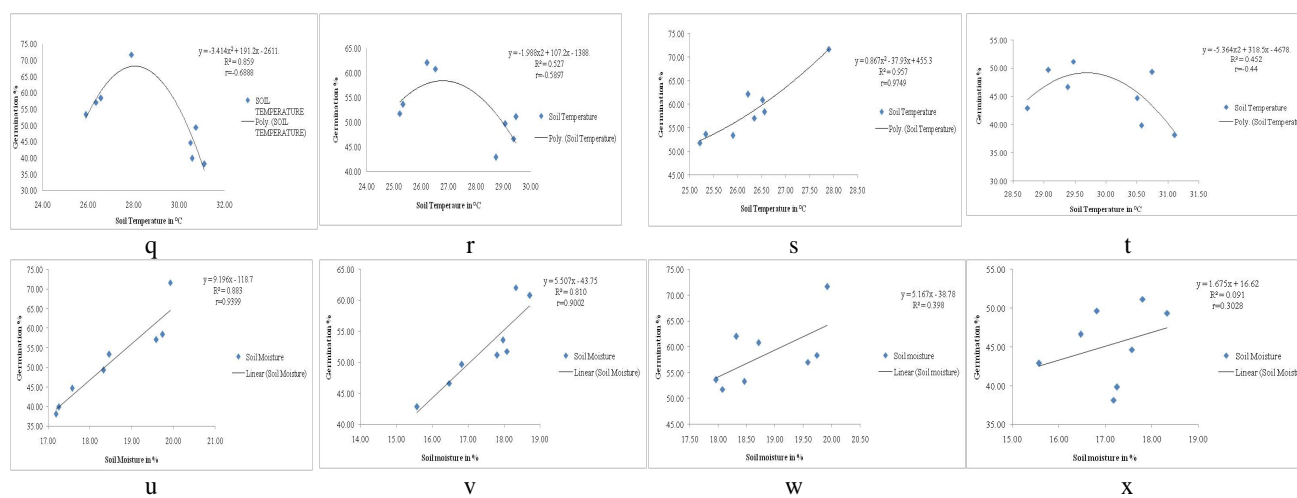 y = -3.414x² + 191.2x - 2611.
R² = 0.859
r=-0.6888
Germination %
75.00
70.00
65.00
60.00
55.00
50.00
45.00
40.00
35.00
30.00
24.00 26.00 28.00 30.00 32.00
Soil Temperature in °C
SOIL
TEMPERATURE
Poly. (SOIL
TEMPERATURE)
q
y = -1.988x2 + 107.2x - 1388.
R² = 0.527
r=-0.5897
Germination %
65.00
60.00
55.00
50.00
45.00
40.00
24.00 25.00 26.00 27.00 28.00 29.00 30.00
Soil Temperaure in °C
Soil Temperature
Poly. (Soil Temperature)
r
y = 0.867x² - 37.93x + 455.3
R² = 0.957
r=0.9749
Germination %
75.00
70.00
65.00
60.00
55.00
50.00
45.00
25.00 25.50 26.00 26.50 27.00 27.50 28.00 28.50
Soil Temperature in °C
Soil Temperature
Poly. (Soil Temperature)
s
y = -5.364x2 + 318.5x - 4678.
R² = 0.452
r=-0.44
Germination %
55.00
50.00
45.00
40.00
35.00
30.00
28.50 29.00 29.50 30.00 30.50 31.00 31.50
Soil Temperature in °C
Soil Temperature
Poly. (Soil Temperature)
t
y = 9.196x - 118.7
R² = 0.883
r=0.9399
Germination %
75.00
70.00
65.00
60.00
55.00
50.00
45.00
40.00
35.00
17.00 18.00 19.00 20.00 21.00
Soil Moisture in %
Soil Moisture
Linear (Soil Moisture)
u
y = 5.507x - 43.75
R² = 0.810
r=0.9002
Germination %
65.00
60.00
55.00
50.00
45.00
40.00
14.00 15.00 16.00 17.00 18.00 19.00
Soil moisture in %
Soil Moisture
Linear (Soil Moisture)
v
y = 5.167x - 38.78
R² = 0.398
Germination %
75.00
70.00
65.00
60.00
55.00
50.00
45.00
17.50 18.00 18.50 19.00 19.50 20.00 20.50
Soil moisture in %
Soil moisture
Linear (Soil moisture)
w
y = 1.675x + 16.62
R² = 0.091
r=0.3028
Germination %
55.00
50.00
45.00
40.00
35.00
15.00 16.00 17.00 18.00 19.00
Soil moisture in %
Soil Moisture
Linear (Soil Moisture)
x